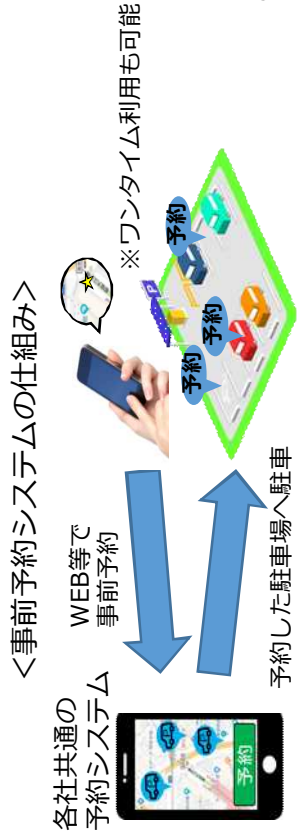 ＜事前予約システムの仕組み＞
各社共通の
予約システム
WEB等で
事前予約
※ワンタイム利用も可能
予約
予約
予約
予約
予約した駐車場へ駐車